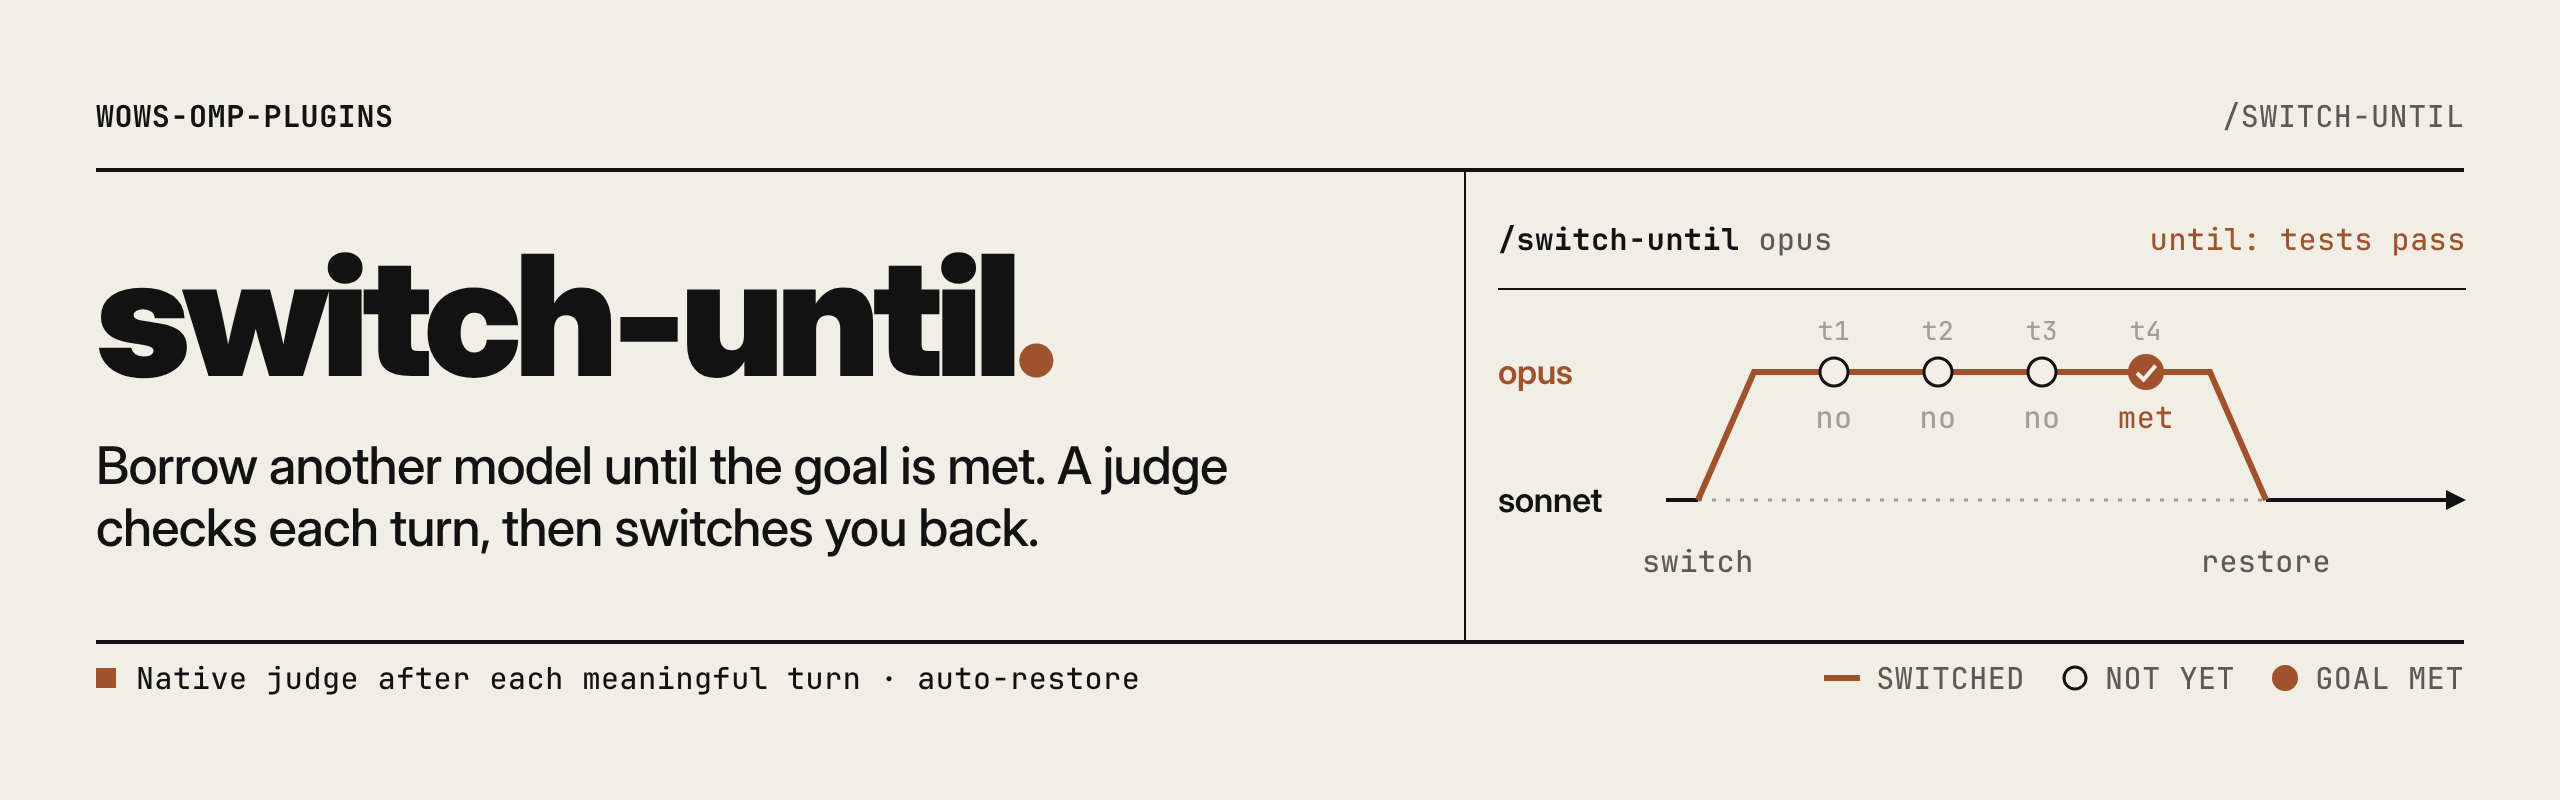 WOWS-OMP-PLUGINS
/SWITCH-UNTIL
switch-until.
Borrow another model until the goal is met. A judge
checks each turn, then switches you back.
/switch-until opus
until: tests pass
t1 t2 t3 t4
opus
no no no met
sonnet
switch
restore
Native judge after each meaningful turn · auto-restore
SWITCHED NOT YET GOAL MET